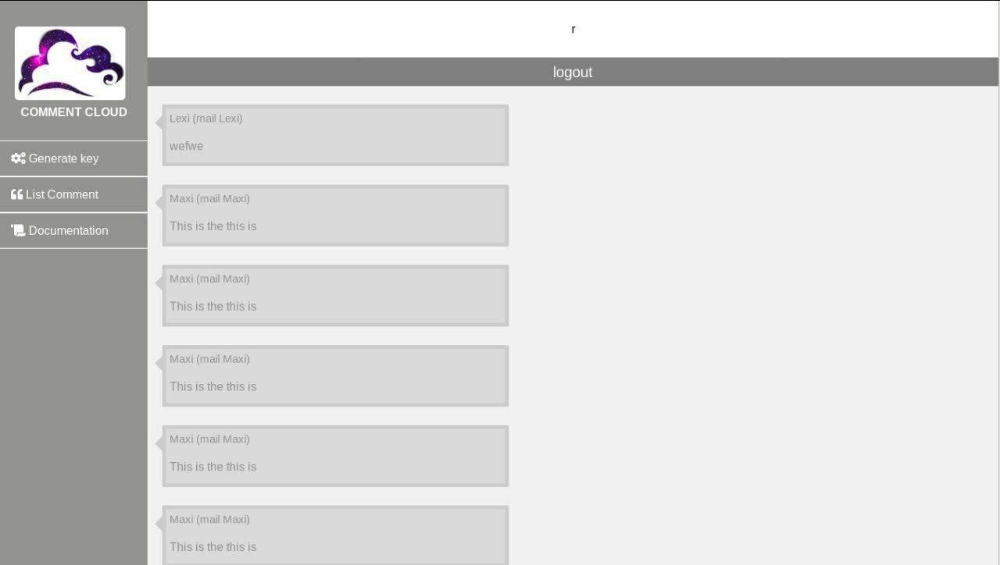 r
logout
COMMENT CLOUD
Generate key
List Comment
Documentation
Lexi (mail Lexi)
wefwe
Maxi (mail Maxi)
This is the this is
Maxi (mail Maxi)
This is the this is
Maxi (mail Maxi)
This is the this is
Maxi (mail Maxi)
This is the this is
Maxi (mail Maxi)
This is the this is